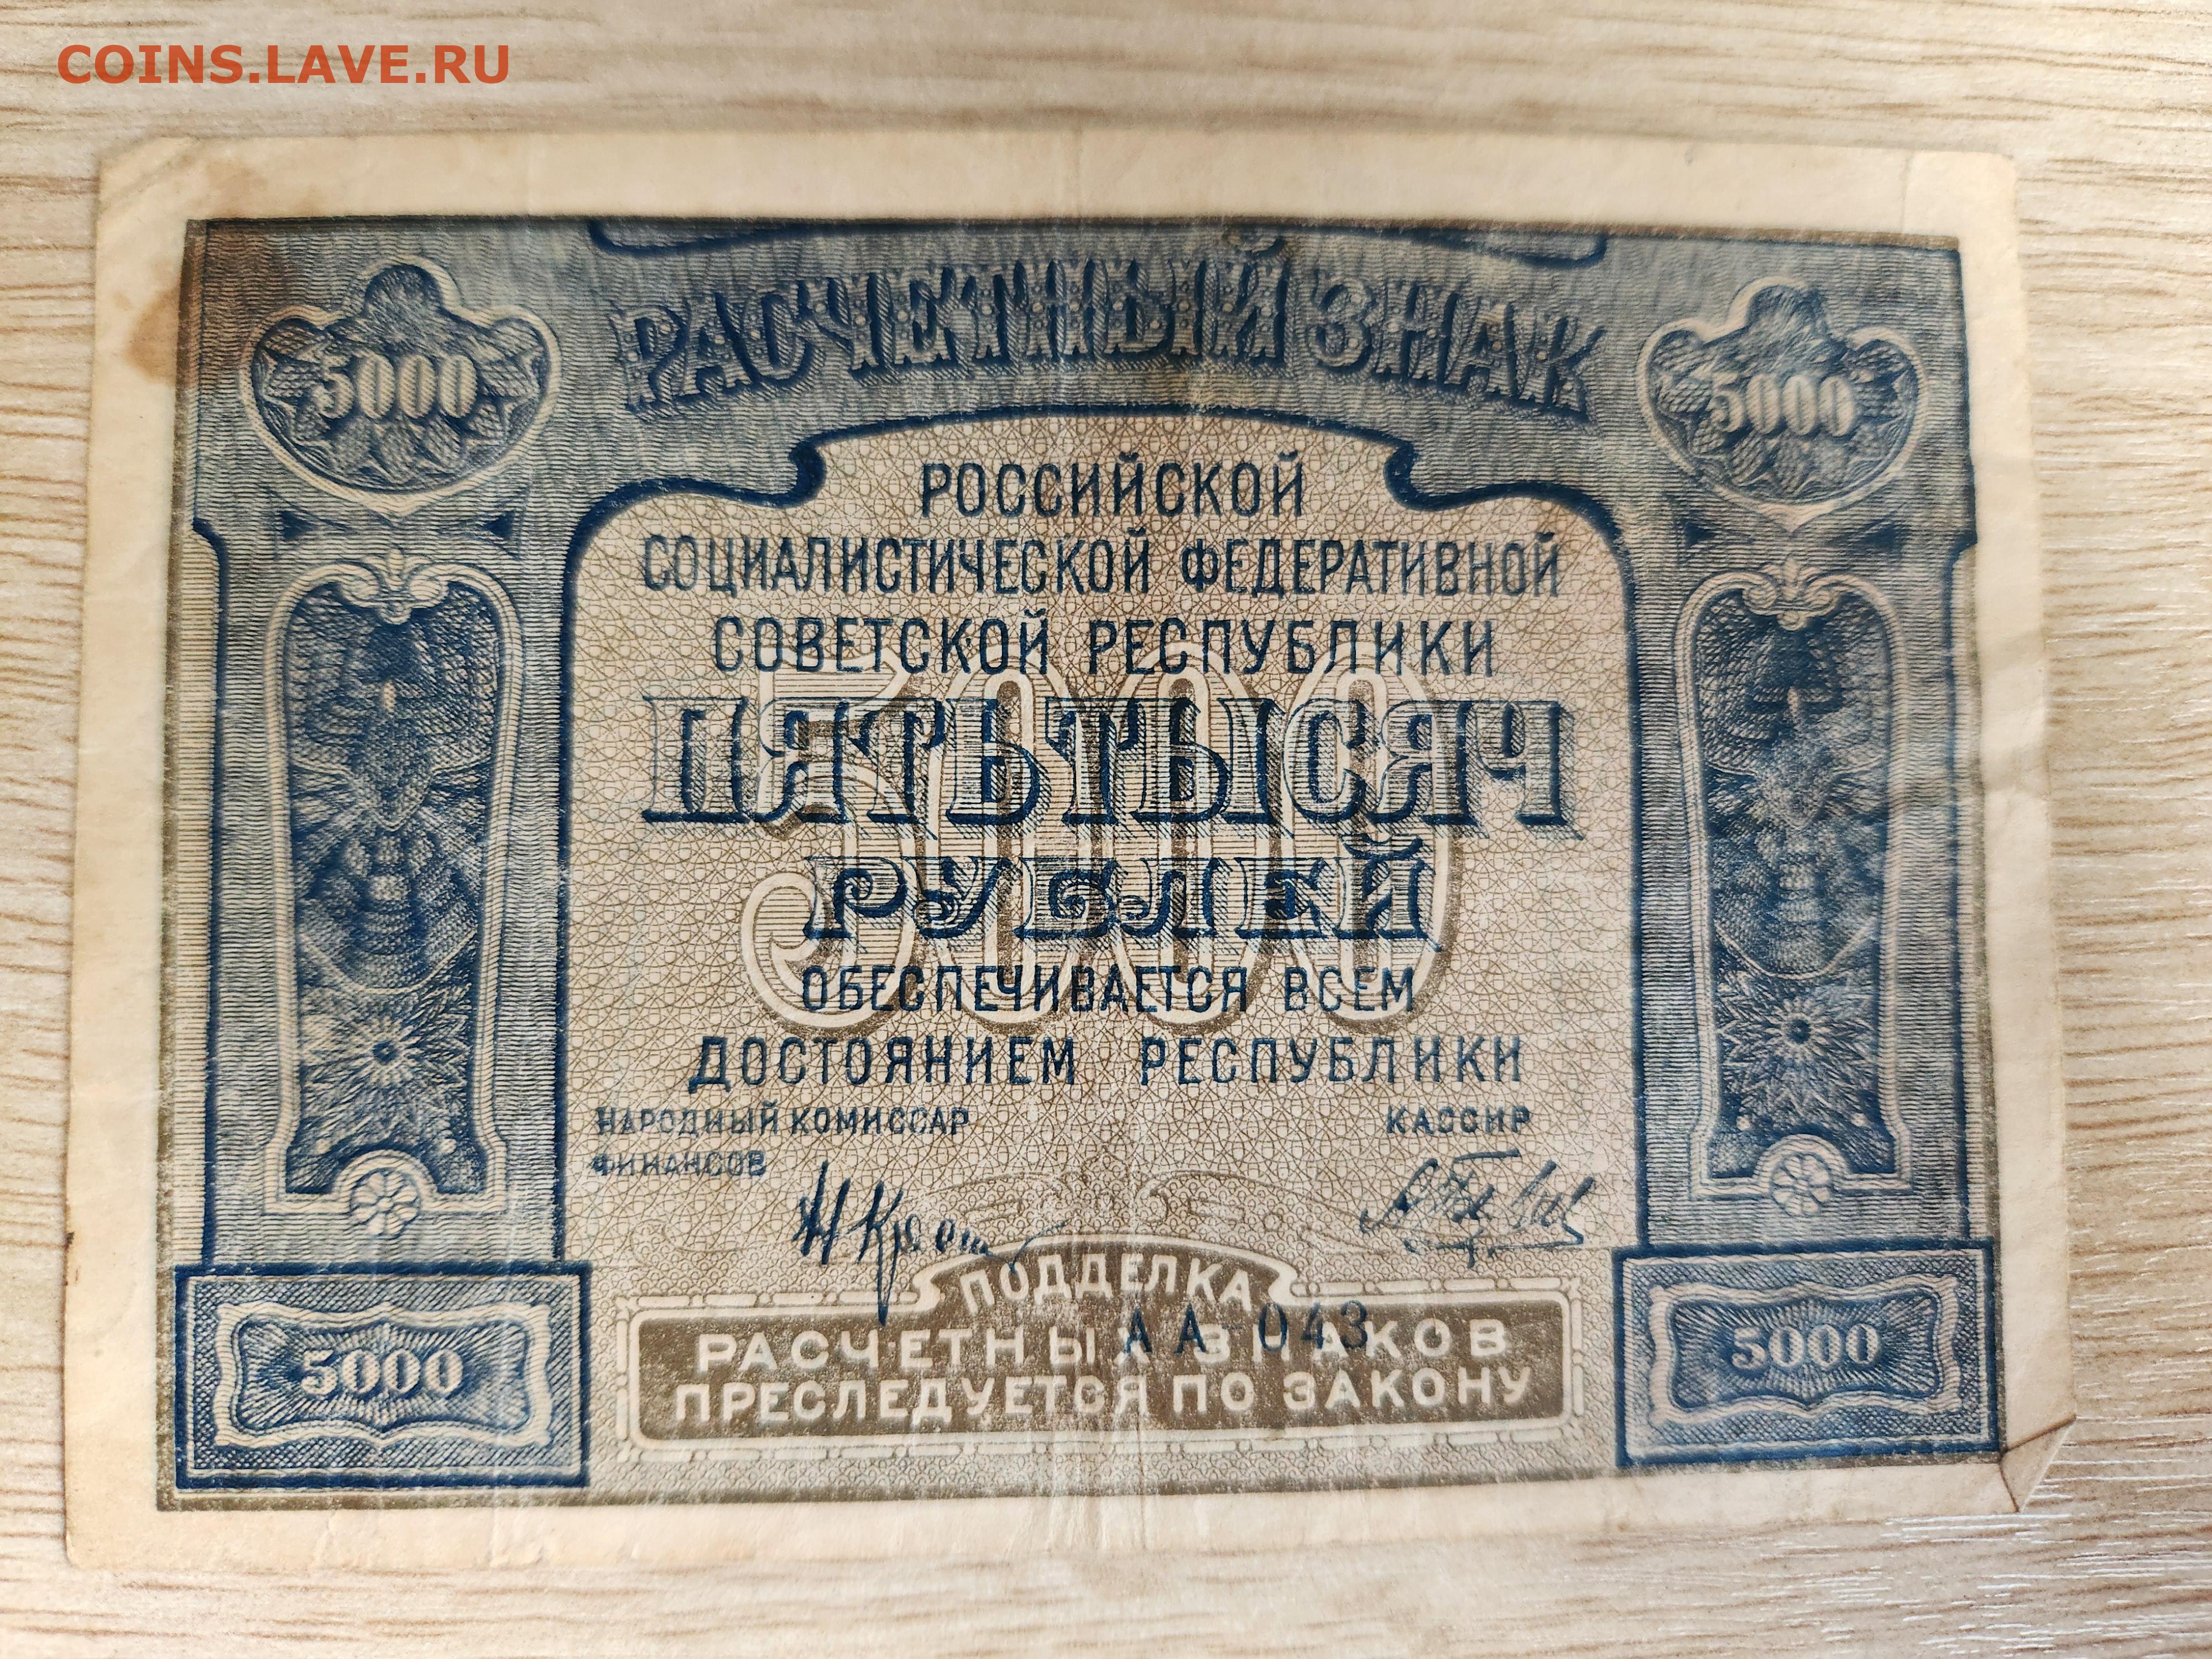 COINS.LAVE.RU
РАСЧЕТНЫЙ ЗНАК
5000 5000
РОССИЙСКОЙ
СОЦИАЛИСТИЧЕСКОЙ ФЕДЕРАТИВНОЙ
СОВЕТСКОЙ РЕСПУБЛИКИ
5000
ПЯТЬ ТЫСЯЧ
РУБЛЕЙ
ОБЕСПЕЧИВАЕТСЯ ВСЕМ
ДОСТОЯНИЕМ РЕСПУБЛИКИ
НАРОДНЫЙ КОМИССАР КАССИР
ФИНАНСОВ
ПОДДЕЛКА
АА-043
РАСЧЕТНЫХ ЗНАКОВ
ПРЕСЛЕДУЕТСЯ ПО ЗАКОНУ
5000 5000